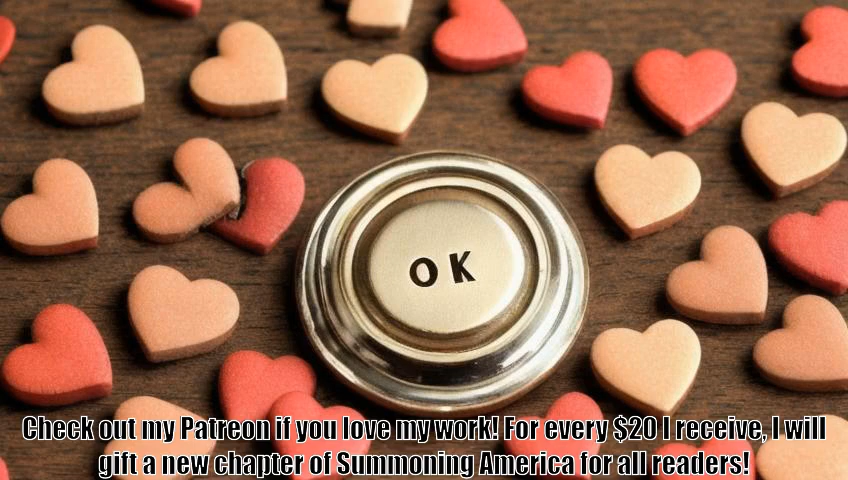 OK
Check out my Patreon if you love my work! For every $20 I receive, I will
gift a new chapter of Summoning America for all readers!